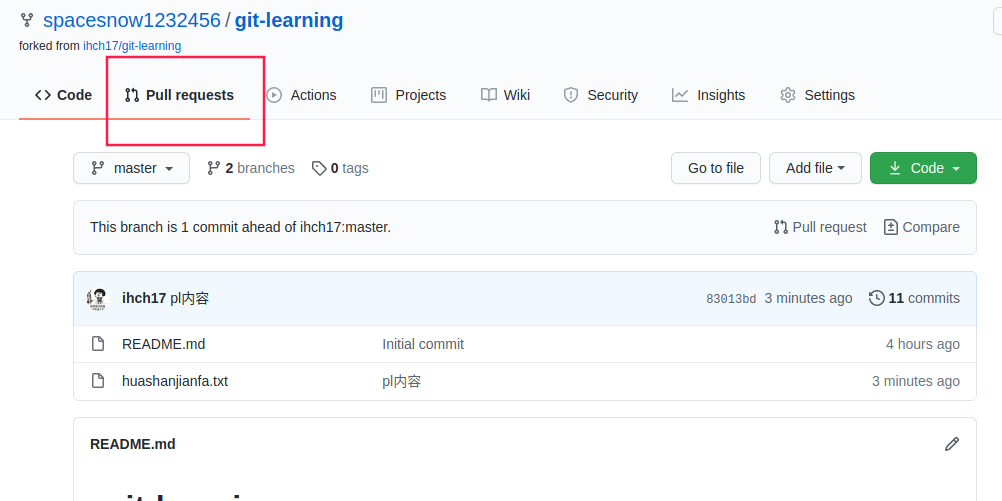 spacesnow1232456 / git-learning
forked from ihch17/git-learning
Code Pull requests Actions Projects Wiki Security Insights Settings
master 2 branches 0 tags Go to file Add file Code
This branch is 1 commit ahead of ihch17:master. Pull request Compare
ihch17 pl内容 83013bd 3 minutes ago 11 commits
README.md Initial commit 4 hours ago
huashanjianfa.txt pl内容 3 minutes ago
README.md